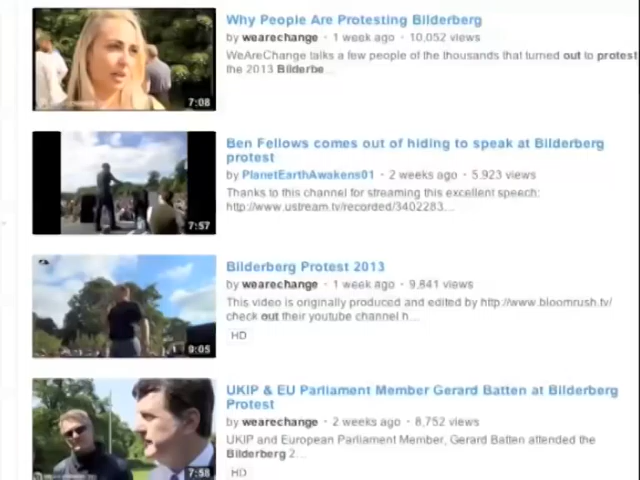 Why People Are Protesting Bilderberg
by wearechange · 1 week ago · 10,052 views
WeAreChange talks a few people of the thousands that turned out to protest
the 2013 Bilderbe...
7:08
Ben Fellows comes out of hiding to speak at Bilderberg
protest
by PlanetEarthAwakens01 · 2 weeks ago · 5,923 views
Thanks to this channel for streaming this excellent speech:
http://www.ustream.tv/recorded/3402283...
7:57
Bilderberg Protest 2013
by wearechange · 1 week ago · 9,841 views
This video is originally produced and edited by http://www.bloomrush.tv/
check out their youtube channel h...
HD
9:05
UKIP & EU Parliament Member Gerard Batten at Bilderberg
Protest
by wearechange · 2 weeks ago · 8,752 views
UKIP and European Parliament Member, Gerard Batten attended the
Bilderberg 2...
HD
7:58